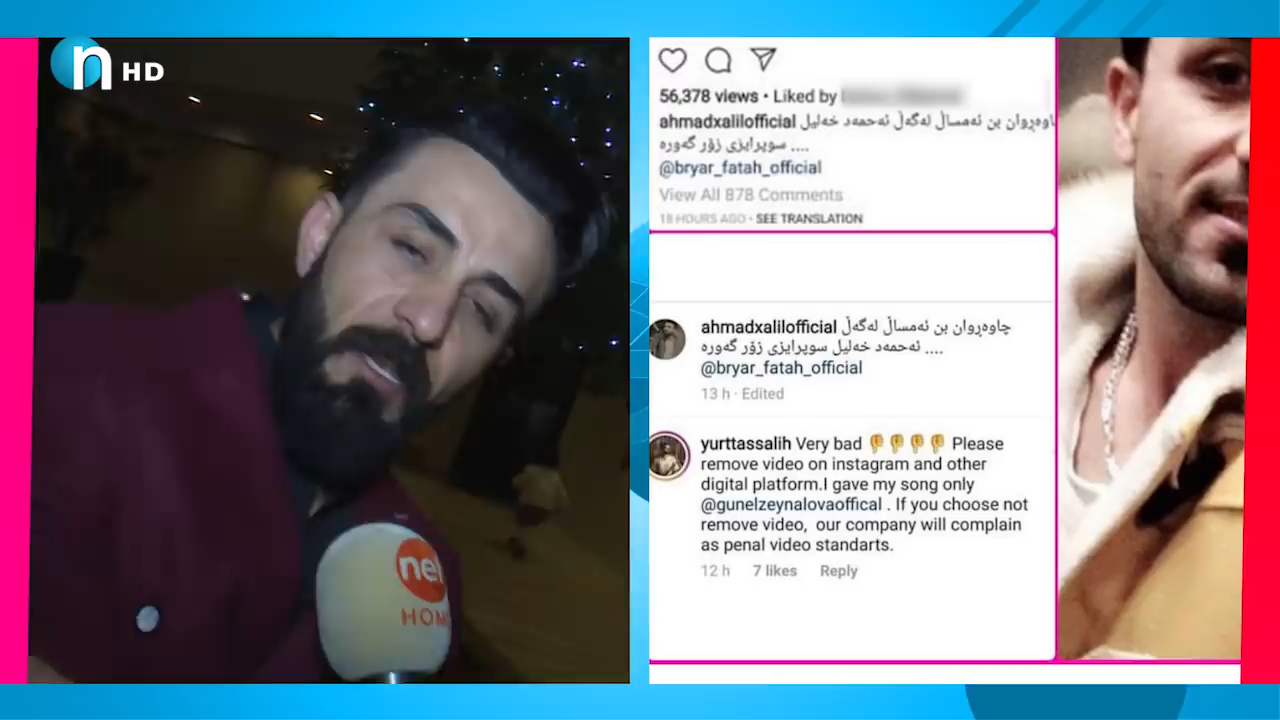 n HD
nei
HOM
56,378 views • Liked by
ahmadxalilofficial چاوەڕوان بن ئەمساڵ لەگەڵ ئەحمەد خەلیل
سوپرایزی زۆر گەورە ....
@bryar_fatah_official
View All 878 Comments
18 HOURS AGO • SEE TRANSLATION
ahmadxalilofficial چاوەڕوان بن ئەمساڵ لەگەڵ
ئەحمەد خەلیل سوپرایزی زۆر گەورە ....
@bryar_fatah_official
13 h · Edited
yurttassalih Very bad 👎👎👎👎 Please
remove video on instagram and other
digital platform.I gave my song only
@gunelzeynalovaoffical . If you choose not
remove video, our company will complain
as penal video standarts.
12 h 7 likes Reply